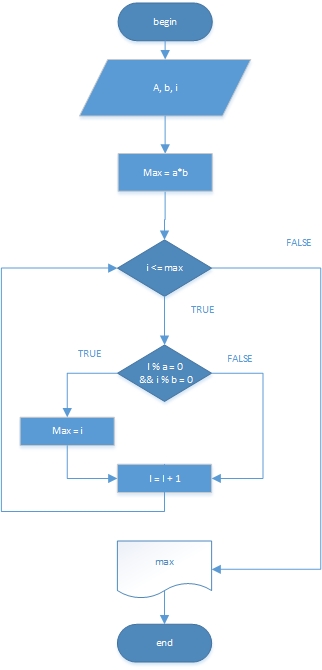 begin
A, b, i
Max = a*b
i <= max
FALSE
TRUE
I % a = 0
&& i % b = 0
TRUE
FALSE
Max = i
I = I + 1
max
end